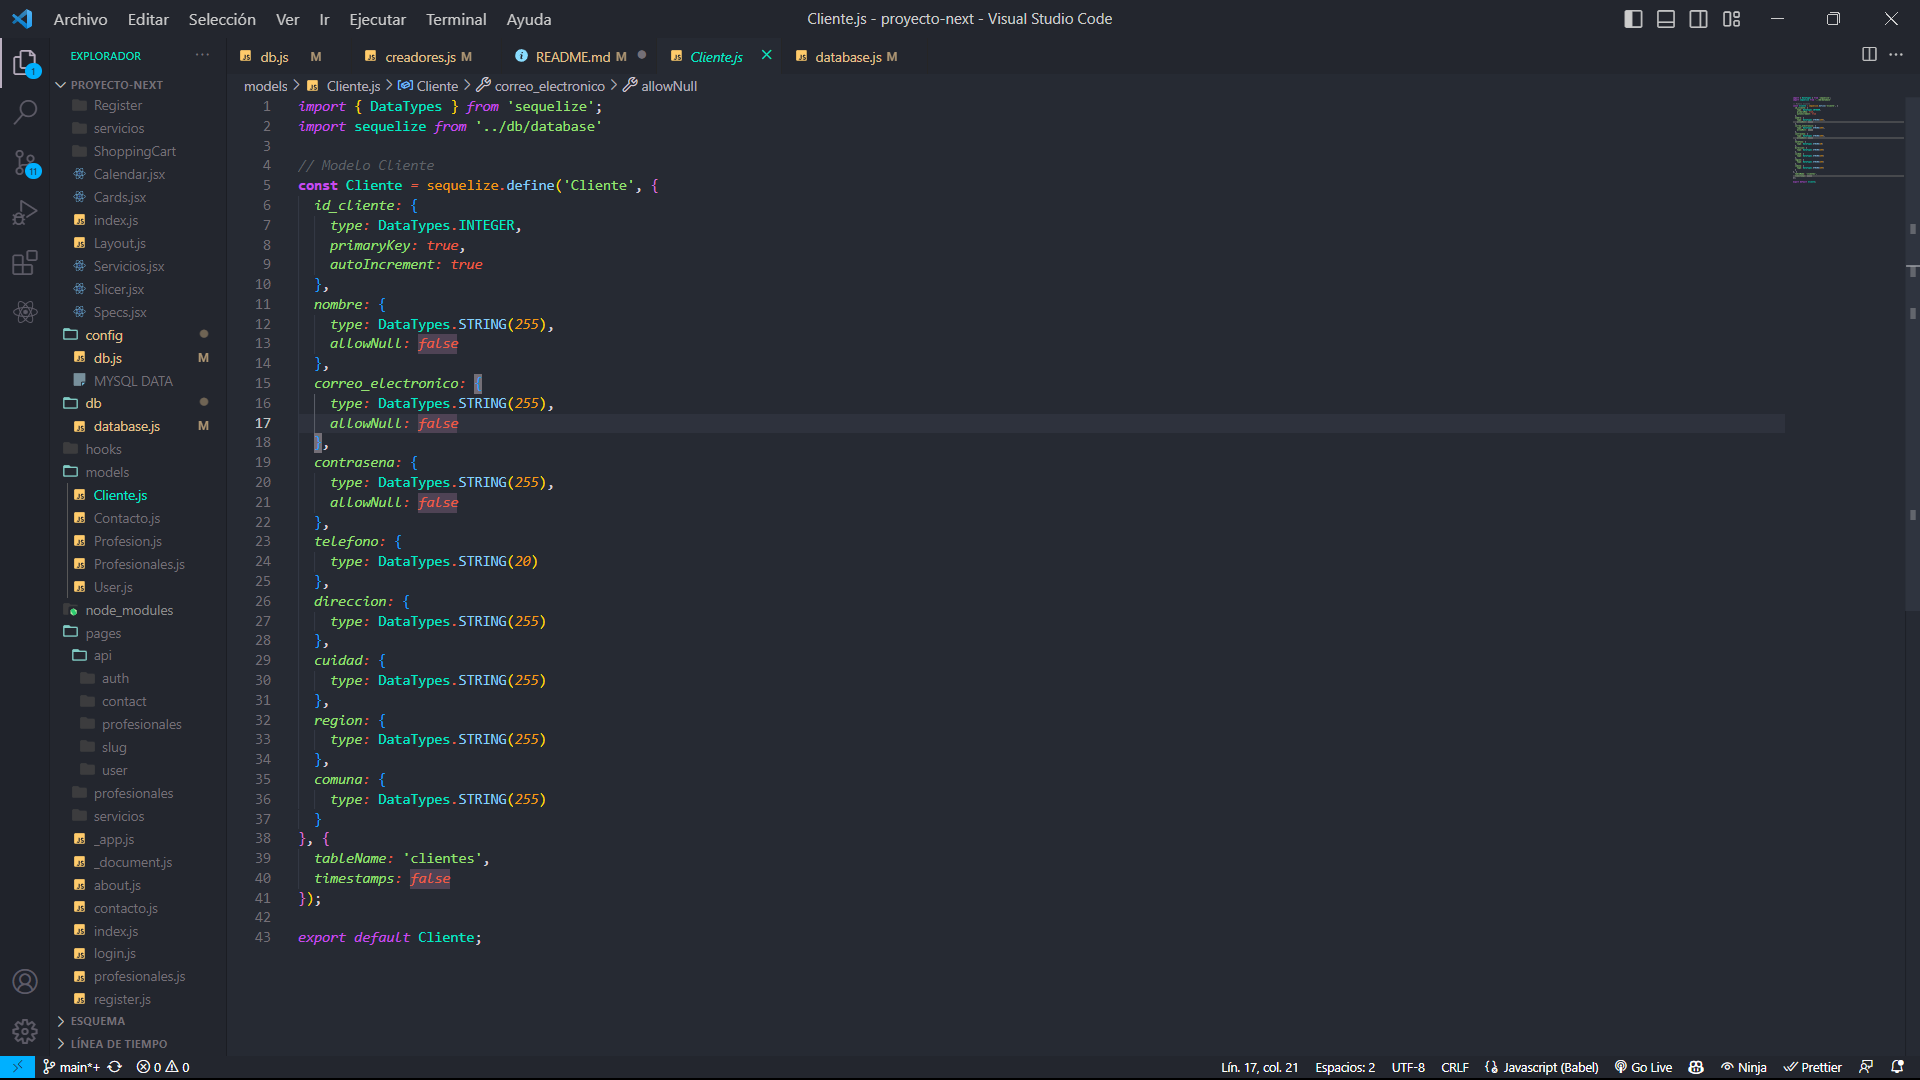 Archivo Editar Selección Ver Ir Ejecutar Terminal Ayuda
Cliente.js - proyecto-next - Visual Studio Code
EXPLORADOR
PROYECTO-NEXT
Register
servicios
ShoppingCart
Calendar.jsx
Cards.jsx
index.js
Layout.js
Servicios.jsx
Slicer.jsx
Specs.jsx
config
db.js M
MYSQL DATA
db
database.js M
hooks
models
Cliente.js
Contacto.js
Profesion.js
Profesionales.js
User.js
node_modules
pages
api
auth
contact
profesionales
slug
user
profesionales
servicios
_app.js
_document.js
about.js
contacto.js
index.js
login.js
profesionales.js
register.js
ESQUEMA
LÍNEA DE TIEMPO
1
11
db.js M creadores.js M README.md M Cliente.js database.js M
models > Cliente.js > Cliente > correo_electronico > allowNull
1 import { DataTypes } from 'sequelize';
2 import sequelize from '../db/database'
3
4 // Modelo Cliente
5 const Cliente = sequelize.define('Cliente', {
6 id_cliente: {
7 type: DataTypes.INTEGER,
8 primaryKey: true,
9 autoIncrement: true
10 },
11 nombre: {
12 type: DataTypes.STRING(255),
13 allowNull: false
14 },
15 correo_electronico: {
16 type: DataTypes.STRING(255),
17 allowNull: false
18 },
19 contrasena: {
20 type: DataTypes.STRING(255),
21 allowNull: false
22 },
23 telefono: {
24 type: DataTypes.STRING(20)
25 },
26 direccion: {
27 type: DataTypes.STRING(255)
28 },
29 cuidad: {
30 type: DataTypes.STRING(255)
31 },
32 region: {
33 type: DataTypes.STRING(255)
34 },
35 comuna: {
36 type: DataTypes.STRING(255)
37 }
38 }, {
39 tableName: 'clientes',
40 timestamps: false
41 });
42
43 export default Cliente;
main*+ 0 0
Lín. 17, col. 21 Espacios: 2 UTF-8 CRLF Javascript (Babel) Go Live Ninja Prettier